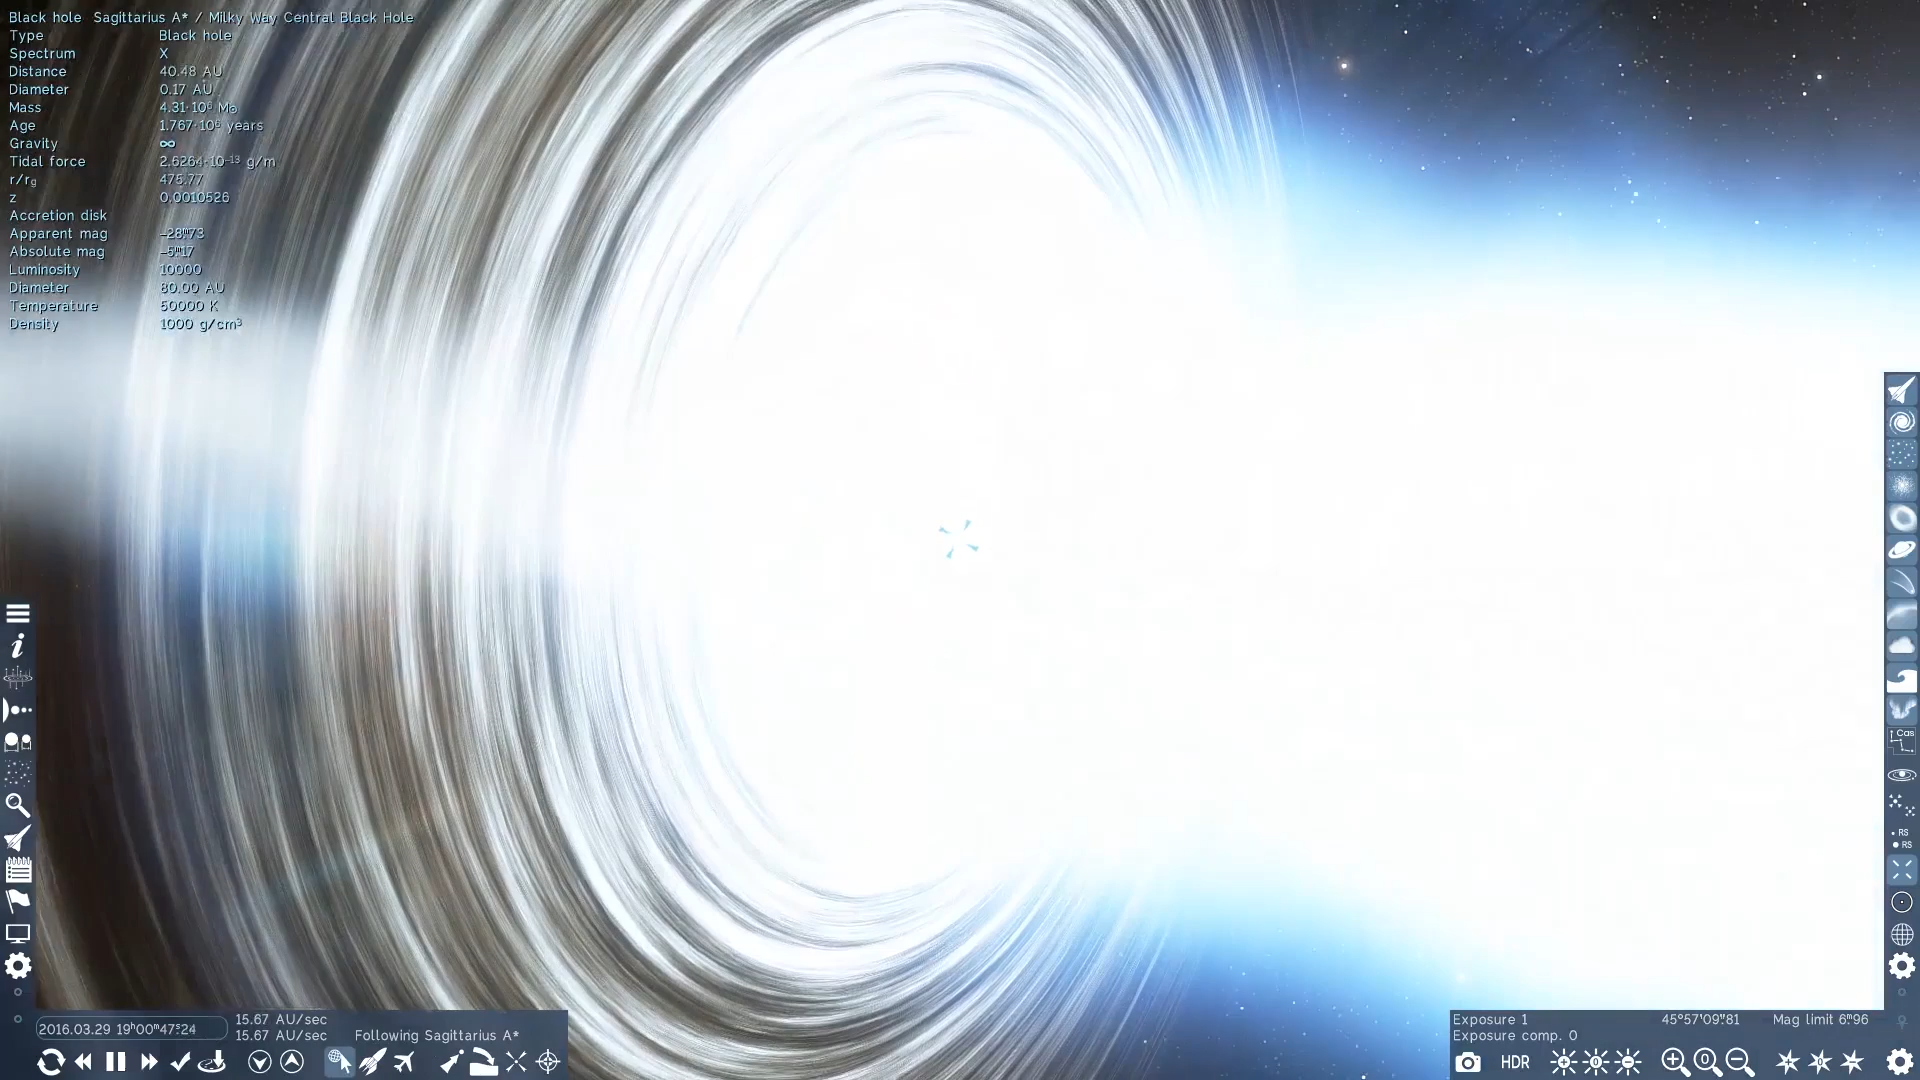 Black hole Sagittarius A* / Milky Way Central Black Hole
Type Black hole
Spectrum X
Distance 40.48 AU
Diameter 0.17 AU
Mass 4.31·10⁶ M☉
Age 1.767·10⁶ years
Gravity ∞
Tidal force 2.6264·10⁻¹³ g/m
r/rg 475.77
z 0.0010526
Accretion disk
Apparent mag -28ᵐ73
Absolute mag -5ᵐ17
Luminosity 10000
Diameter 80.00 AU
Temperature 50000 K
Density 1000 g/cm³
Cas
RS
RS
2016.03.29 19ʰ00ᵐ47ˢ24
15.67 AU/sec
15.67 AU/sec Following Sagittarius A*
Exposure 1 45°57'09"81 Mag limit 6ᵐ96
Exposure comp. 0
HDR
0